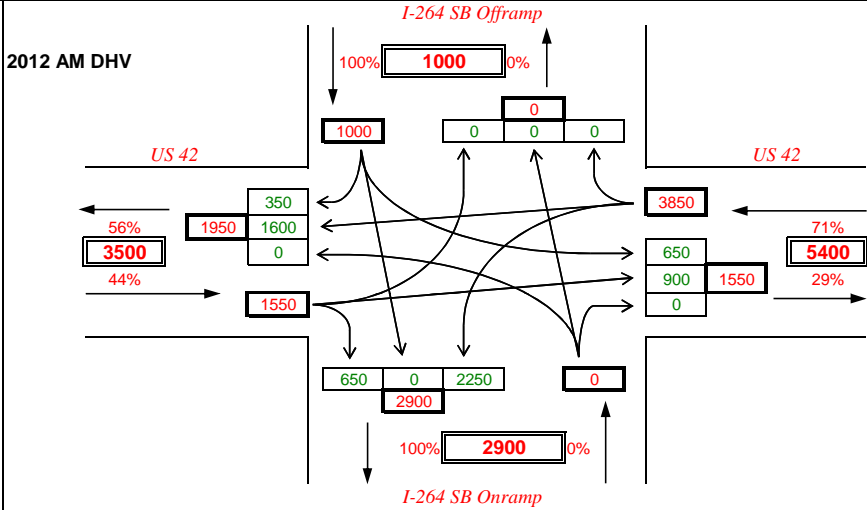 I-264 SB Offramp
2012 AM DHV
100% 1000 0%
0
1000 0 0 0
US 42 US 42
350 3850
56% 1950 1600 71%
3500 0 650 5400
44% 900 1550 29%
1550 0
650 0 2250 0
2900
100% 2900 0%
I-264 SB Onramp